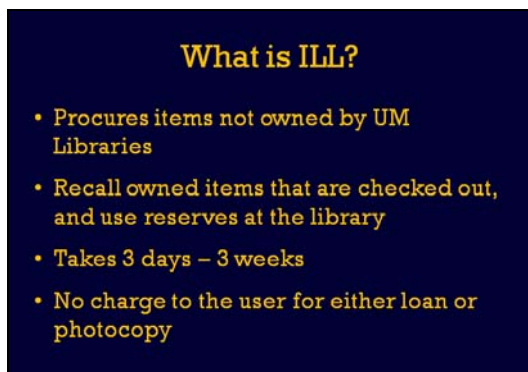 What is ILL?
• Procures items not owned by UM
Libraries
• Recall owned items that are checked out,
and use reserves at the library
• Takes 3 days – 3 weeks
• No charge to the user for either loan or
photocopy